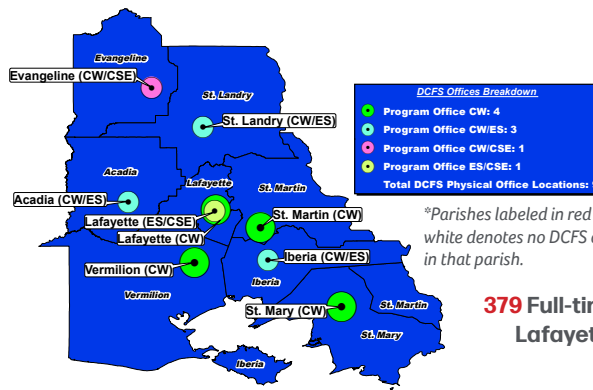 Evangeline
Evangeline (CW/CSE)
St. Landry
St. Landry (CW/ES)
Acadia
Acadia (CW/ES)
Lafayette
Lafayette (ES/CSE)
Lafayette (CW)
St. Martin
St. Martin (CW)
Vermilion (CW)
Vermilion
Iberia (CW/ES)
Iberia
St. Mary (CW)
St. Martin
St. Mary
Iberia
DCFS Offices Breakdown
Program Office CW: 4
Program Office CW/ES: 3
Program Office CW/CSE: 1
Program Office ES/CSE: 1
Total DCFS Physical Office Locations:
*Parishes labeled in red
white denotes no DCFS
in that parish.
379 Full-tim
Lafayet